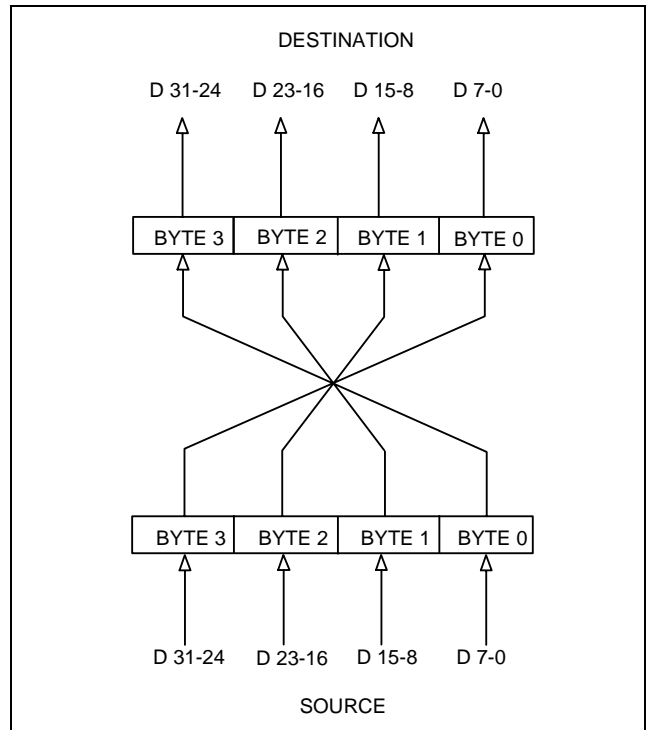 DESTINATION
D 31-24 D 23-16 D 15-8 D 7-0
BYTE 3 BYTE 2 BYTE 1 BYTE 0
BYTE 3 BYTE 2 BYTE 1 BYTE 0
D 31-24 D 23-16 D 15-8 D 7-0
SOURCE